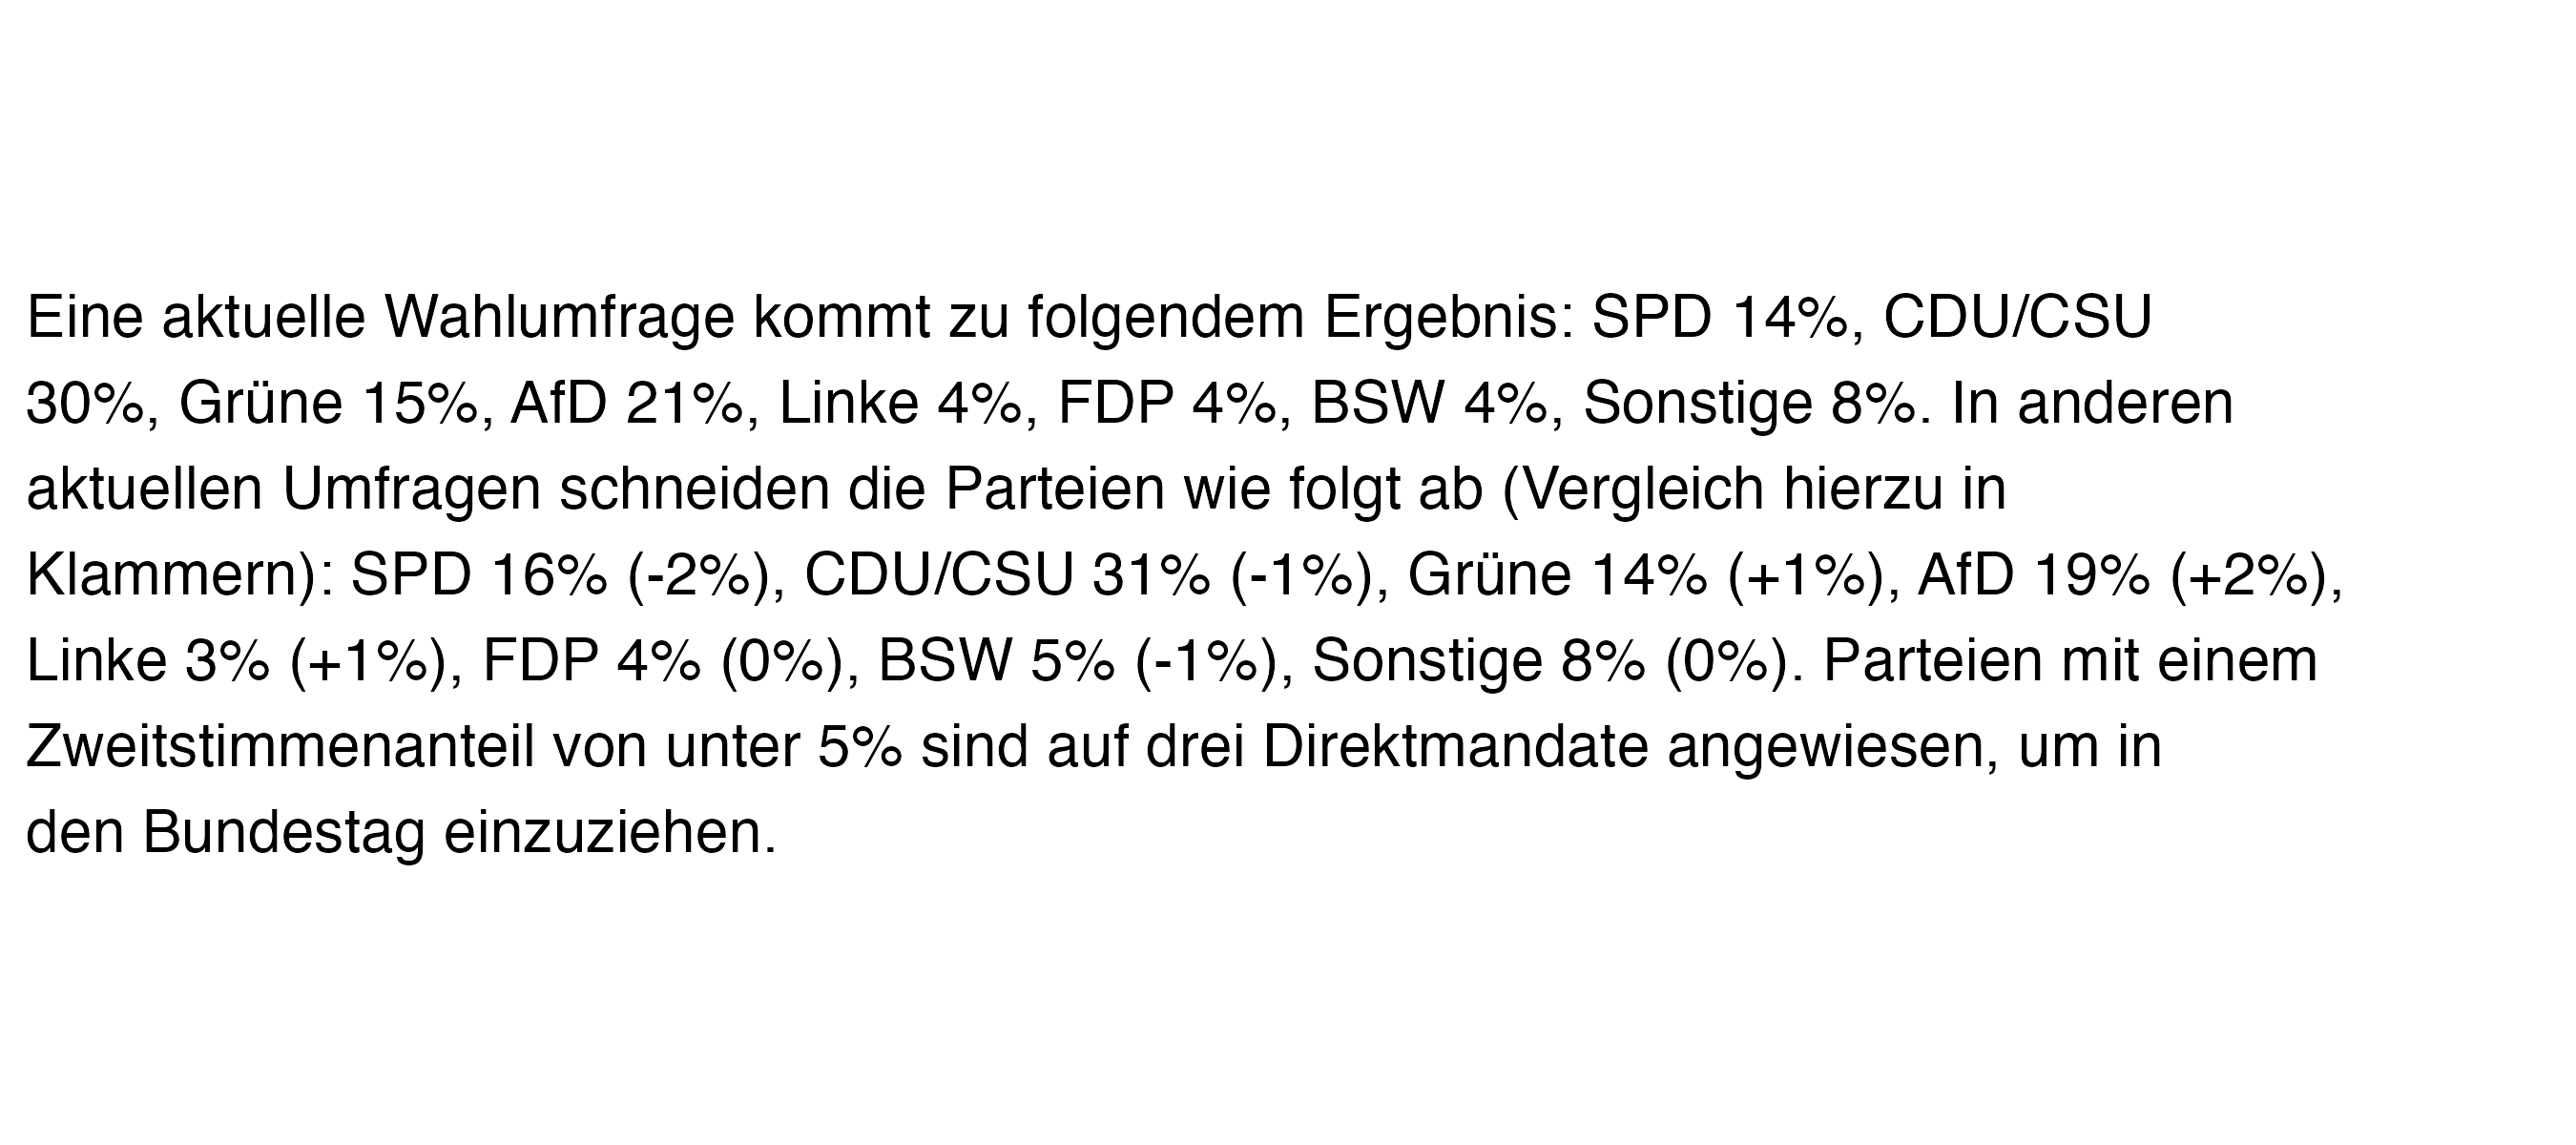 Eine aktuelle Wahlumfrage kommt zu folgendem Ergebnis: SPD 14%, CDU/CSU
30%, Grüne 15%, AfD 21%, Linke 4%, FDP 4%, BSW 4%, Sonstige 8%. In anderen
aktuellen Umfragen schneiden die Parteien wie folgt ab (Vergleich hierzu in
Klammern): SPD 16% (-2%), CDU/CSU 31% (-1%), Grüne 14% (+1%), AfD 19% (+2%),
Linke 3% (+1%), FDP 4% (0%), BSW 5% (-1%), Sonstige 8% (0%). Parteien mit einem
Zweitstimmenanteil von unter 5% sind auf drei Direktmandate angewiesen, um in
den Bundestag einzuziehen.